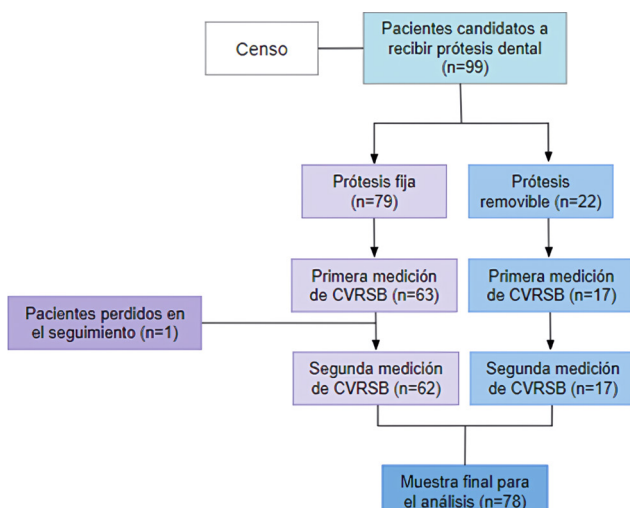 Censo
Pacientes candidatos a
recibir prótesis dental
(n=99)
Prótesis fija
(n=79)
Prótesis
removible (n=22)
Primera medición
de CVRSB (n=63)
Primera medición
de CVRSB (n=17)
Pacientes perdidos en
el seguimiento (n=1)
Segunda medición
de CVRSB (n=62)
Segunda medición
de CVRSB (n=17)
Muestra final para
el análisis (n=78)